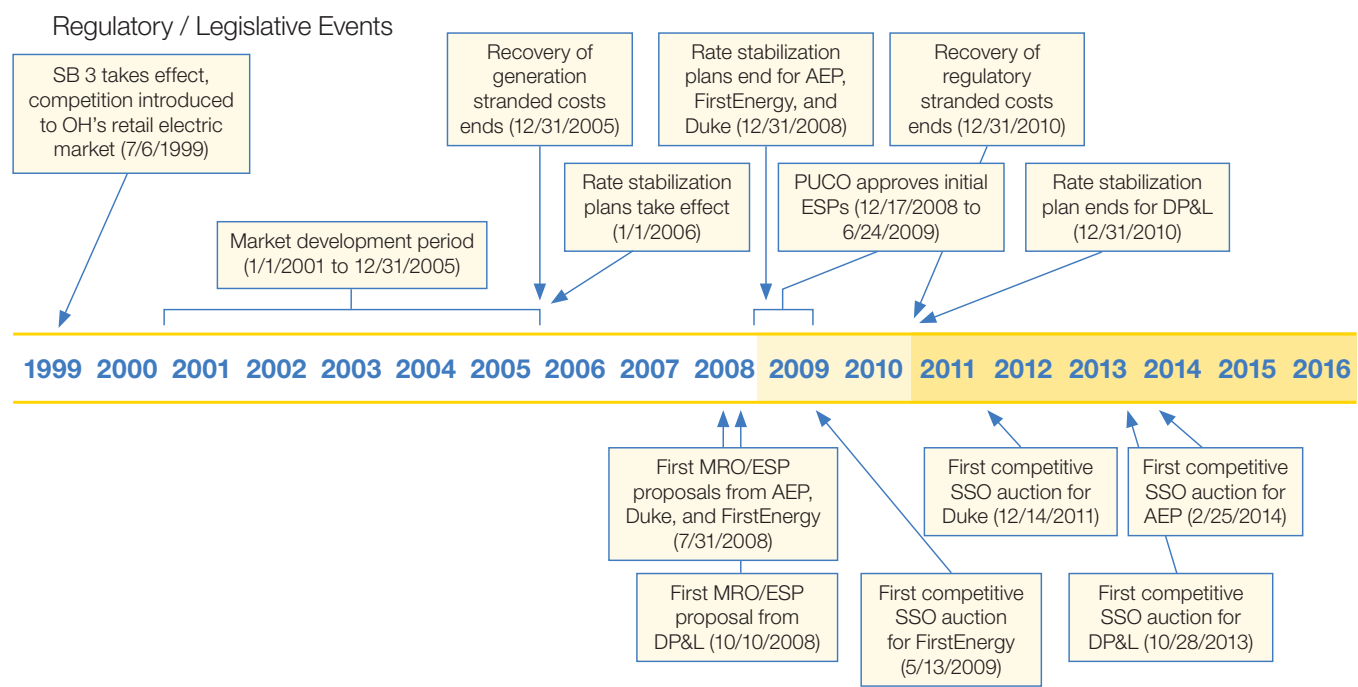 Regulatory / Legislative Events
SB 3 takes effect,
competition introduced
to OH's retail electric
market (7/6/1999)
Recovery of
generation
stranded costs
ends (12/31/2005)
Rate stabilization
plans end for AEP,
FirstEnergy, and
Duke (12/31/2008)
Recovery of
regulatory
stranded costs
ends (12/31/2010)
Market development period
(1/1/2001 to 12/31/2005)
Rate stabilization
plans take effect
(1/1/2006)
PUCO approves initial
ESPs (12/17/2008 to
6/24/2009)
Rate stabilization
plan ends for DP&L
(12/31/2010)
1999 2000 2001 2002 2003 2004 2005 2006 2007 2008 2009 2010 2011 2012 2013 2014 2015 2016
First MRO/ESP
proposals from AEP,
Duke, and FirstEnergy
(7/31/2008)
First competitive
SSO auction for
Duke (12/14/2011)
First competitive
SSO auction for
AEP (2/25/2014)
First MRO/ESP
proposal from
DP&L (10/10/2008)
First competitive
SSO auction
for FirstEnergy
(5/13/2009)
First competitive
SSO auction for
DP&L (10/28/2013)